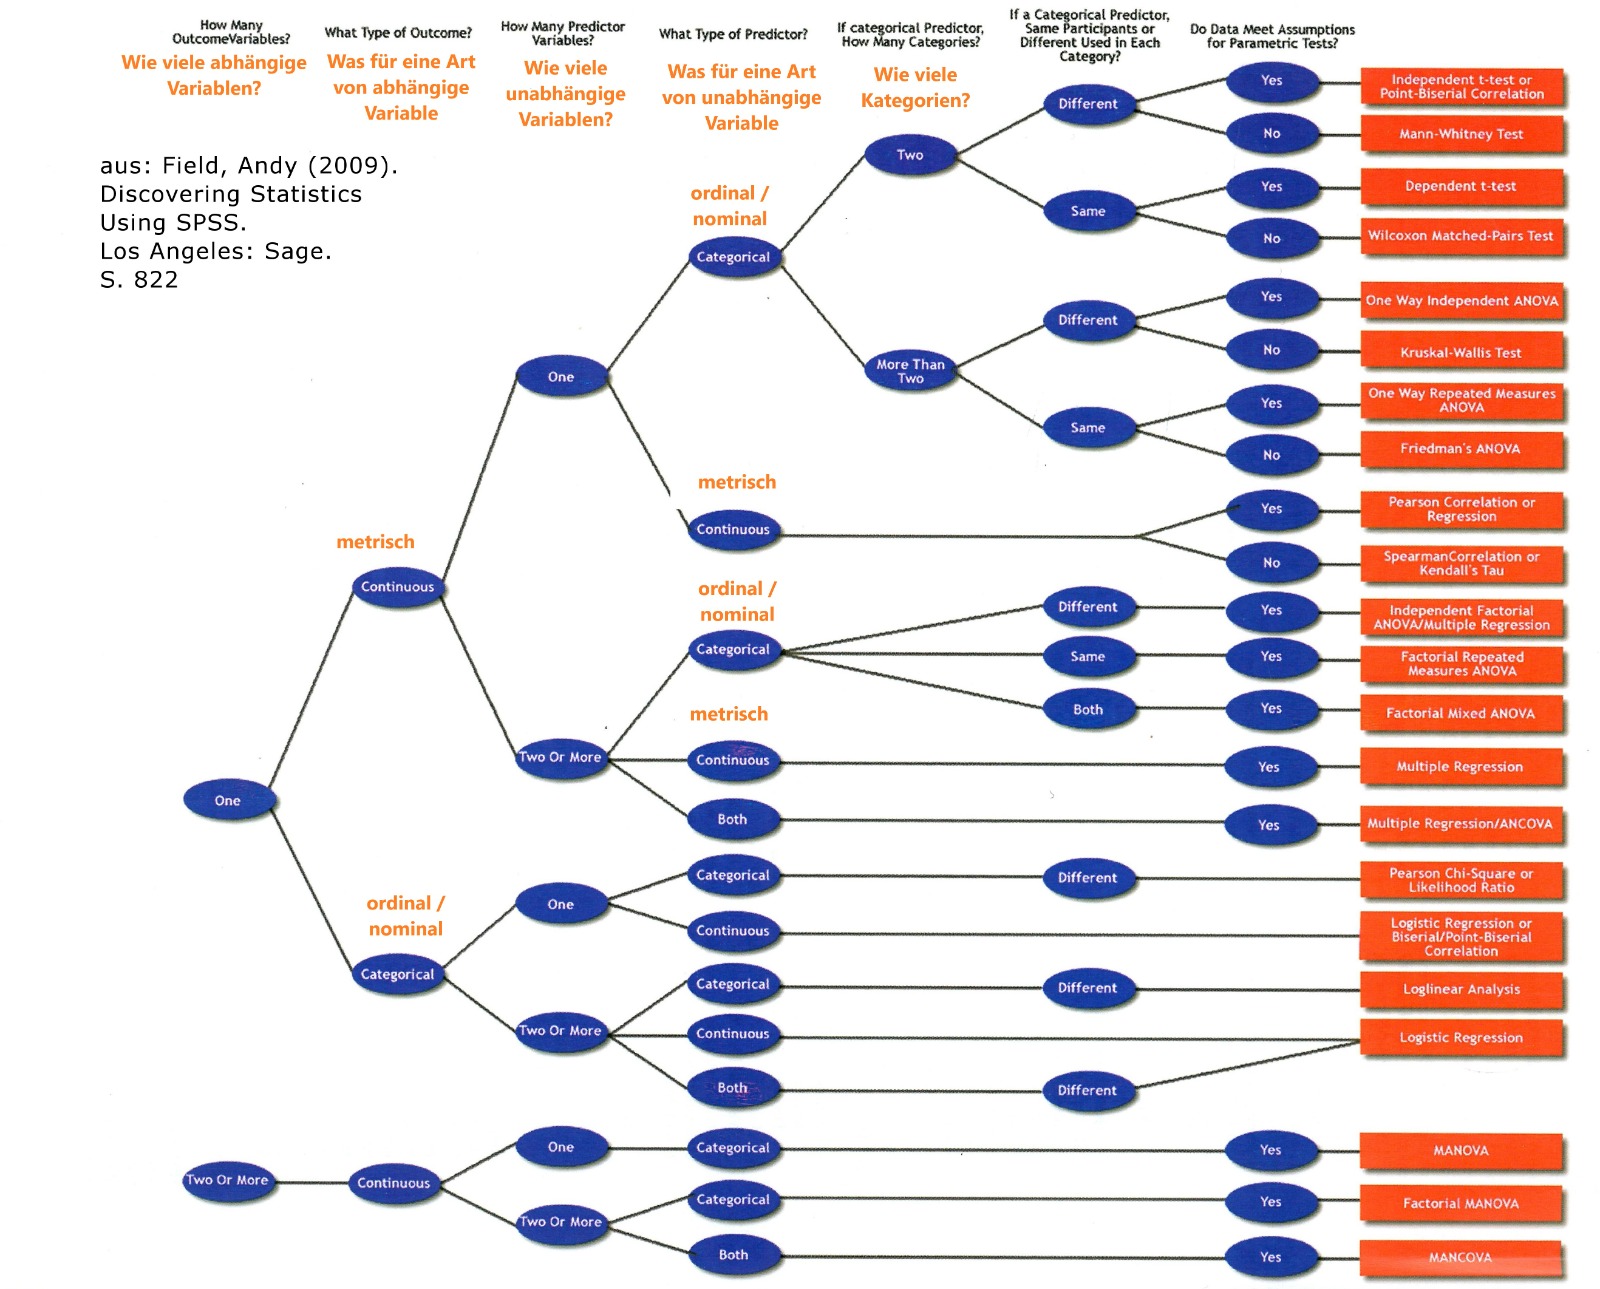 How Many
OutcomeVariables?
Wie viele abhängige
Variablen?
What Type of Outcome?
Was für eine Art
von abhängige
Variable
How Many Predictor
Variables?
Wie viele
unabhängige
Variablen?
What Type of Predictor?
Was für eine Art
von unabhängige
Variable
If categorical Predictor,
How Many Categories?
Wie viele
Kategorien?
If a Categorical Predictor,
Same Participants or
Different Used in Each
Category?
Do Data Meet Assumptions
for Parametric Tests?
aus: Field, Andy (2009).
Discovering Statistics
Using SPSS.
Los Angeles: Sage.
S. 822
One
metrisch
Continuous
One
ordinal /
nominal
Categorical
Two
Different
Yes
Independent t-test or
Point-Biserial Correlation
No
Mann-Whitney Test
Same
Yes
Dependent t-test
No
Wilcoxon Matched-Pairs Test
More Than
Two
Different
Yes
One Way Independent ANOVA
No
Kruskal-Wallis Test
Same
Yes
One Way Repeated Measures
ANOVA
No
Friedman's ANOVA
metrisch
Continuous
Yes
Pearson Correlation or
Regression
No
SpearmanCorrelation or
Kendall's Tau
Two Or More
ordinal /
nominal
Categorical
Different
Yes
Independent Factorial
ANOVA/Multiple Regression
Same
Yes
Factorial Repeated
Measures ANOVA
Both
Yes
Factorial Mixed ANOVA
metrisch
Continuous
Yes
Multiple Regression
Both
Yes
Multiple Regression/ANCOVA
ordinal /
nominal
Categorical
One
Categorical
Different
Pearson Chi-Square or
Likelihood Ratio
Continuous
Logistic Regression or
Biserial/Point-Biserial
Correlation
Two Or More
Categorical
Different
Loglinear Analysis
Continuous
Logistic Regression
Both
Different
Two Or More
Continuous
One
Categorical
Yes
MANOVA
Two Or More
Categorical
Yes
Factorial MANOVA
Both
Yes
MANCOVA